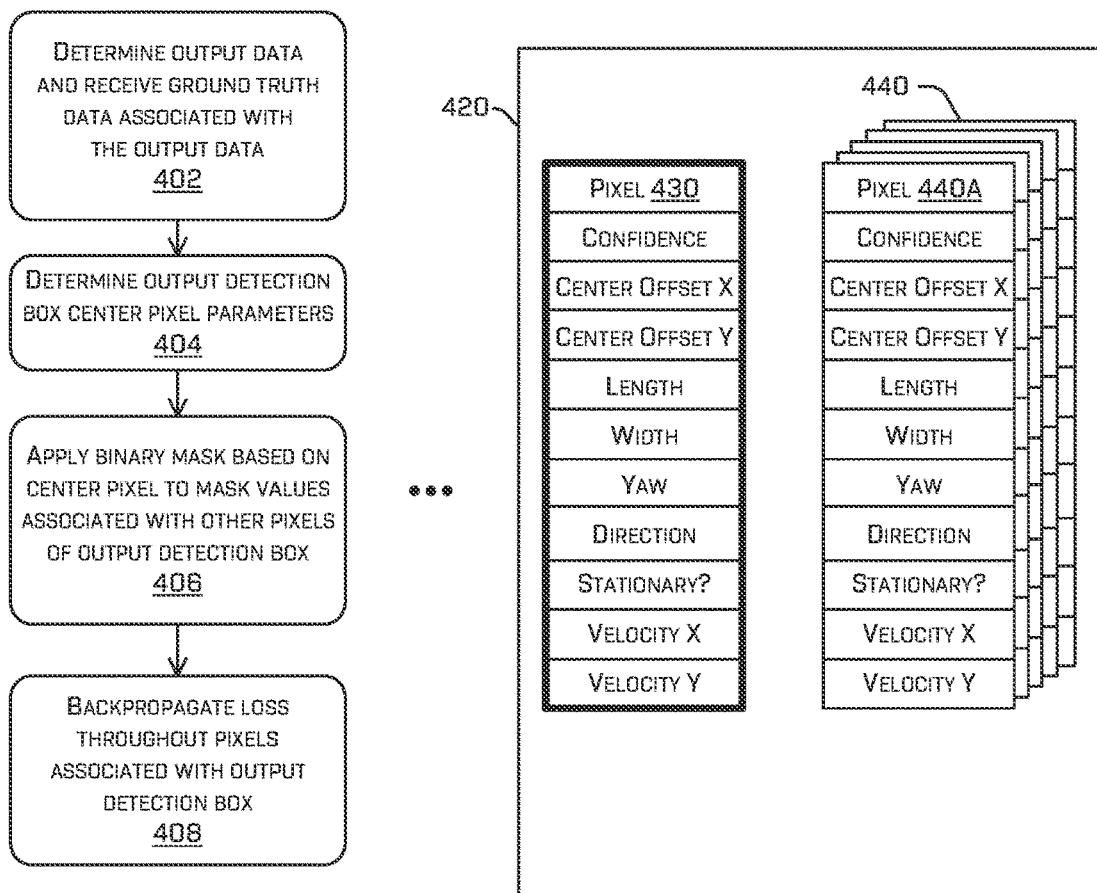 DETERMINE OUTPUT DATA
AND RECEIVE GROUND TRUTH
DATA ASSOCIATED WITH
THE OUTPUT DATA
402
DETERMINE OUTPUT DETECTION
BOX CENTER PIXEL PARAMETERS
404
APPLY BINARY MASK BASED ON
CENTER PIXEL TO MASK VALUES
ASSOCIATED WITH OTHER PIXELS
OF OUTPUT DETECTION BOX
406
BACKPROPAGATE LOSS
THROUGHOUT PIXELS
ASSOCIATED WITH OUTPUT
DETECTION BOX
408
420
PIXEL 430
CONFIDENCE
CENTER OFFSET X
CENTER OFFSET Y
LENGTH
WIDTH
YAW
DIRECTION
STATIONARY?
VELOCITY X
VELOCITY Y
440
PIXEL 440A
CONFIDENCE
CENTER OFFSET X
CENTER OFFSET Y
LENGTH
WIDTH
YAW
DIRECTION
STATIONARY?
VELOCITY X
VELOCITY Y